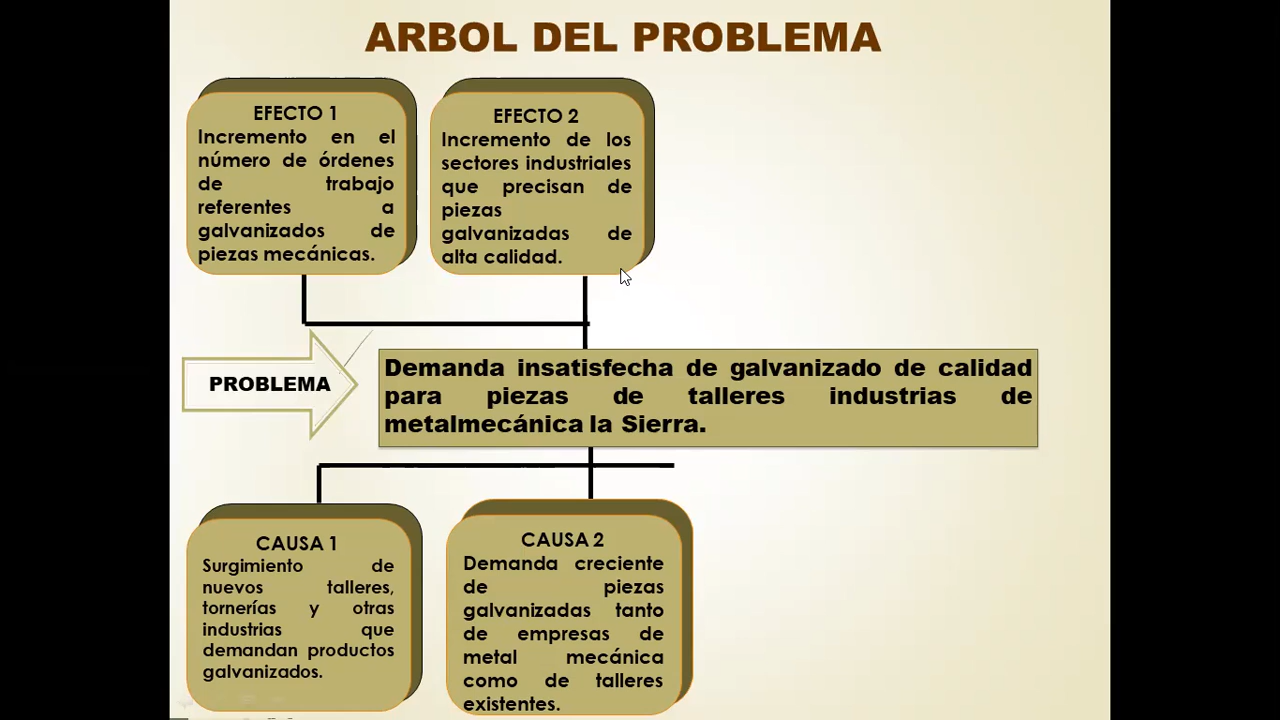 ARBOL DEL PROBLEMA
EFECTO 1
Incremento en el
número de órdenes
de trabajo
referentes a
galvanizados de
piezas mecánicas.
EFECTO 2
Incremento de los
sectores industriales
que precisan de
piezas
galvanizadas de
alta calidad.
PROBLEMA
Demanda insatisfecha de galvanizado de calidad
para piezas de talleres industrias de
metalmecánica la Sierra.
CAUSA 1
Surgimiento de
nuevos talleres,
tornerías y otras
industrias que
demandan productos
galvanizados.
CAUSA 2
Demanda creciente
de piezas
galvanizadas tanto
de empresas de
metal mecánica
como de talleres
existentes.